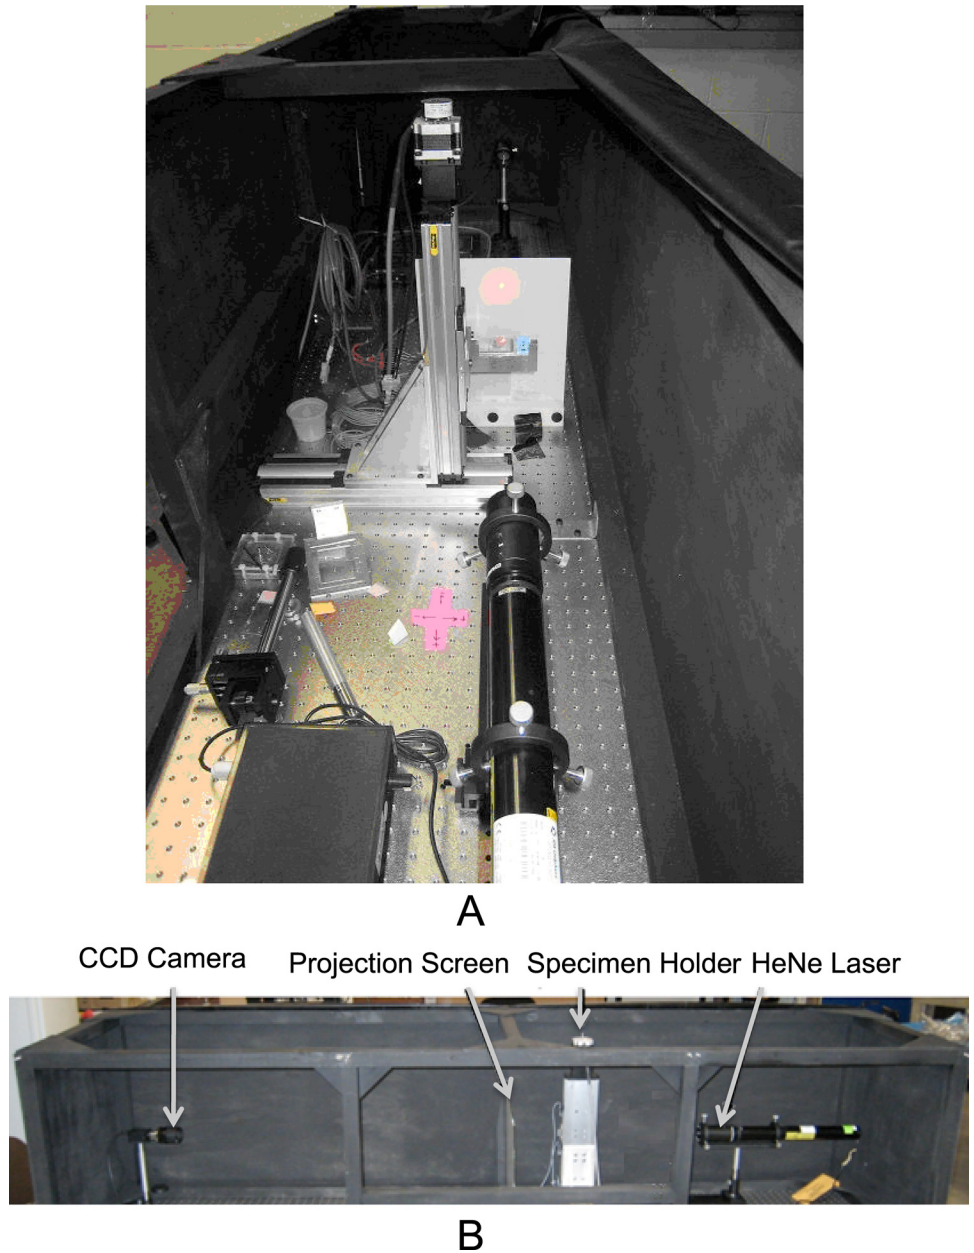 A
CCD Camera
Projection Screen
Specimen Holder
HeNe Laser
B